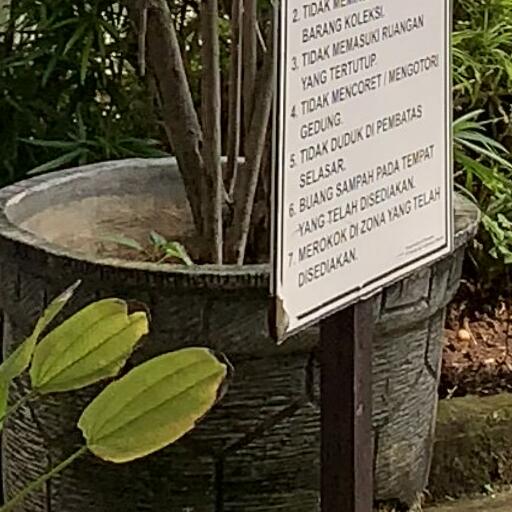 2. TIDAK
BARANG KOLEKSI.
3. TIDAK MEMASUKI RUANGAN
YANG TERTUTUP.
4. TIDAK MENCORET / MENGOTORI
GEDUNG.
5. TIDAK DUDUK DI PEMBATAS
SELASAR.
6. BUANG SAMPAH PADA TEMPAT
YANG TELAH DISEDIAKAN.
7. MEROKOK DI ZONA YANG TELAH
DISEDIAKAN.